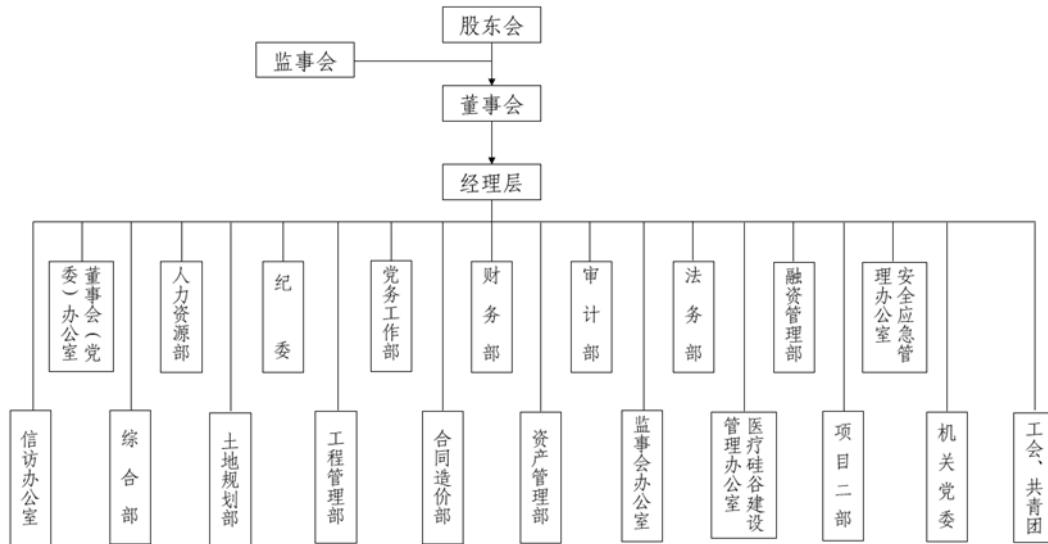 股东会
监事会
董事会
经理层
董事会（党
委）办公室
人力资源部
纪委
党务工作部
财务部
审计部
法务部
融资管理部
安全应急管
理办公室
信访办公室
综合部
土地规划部
工程管理部
合同造价部
资产管理部
监事会办公室
医疗硅谷建设
管理办公室
项目二部
机关党委
工会、共青团